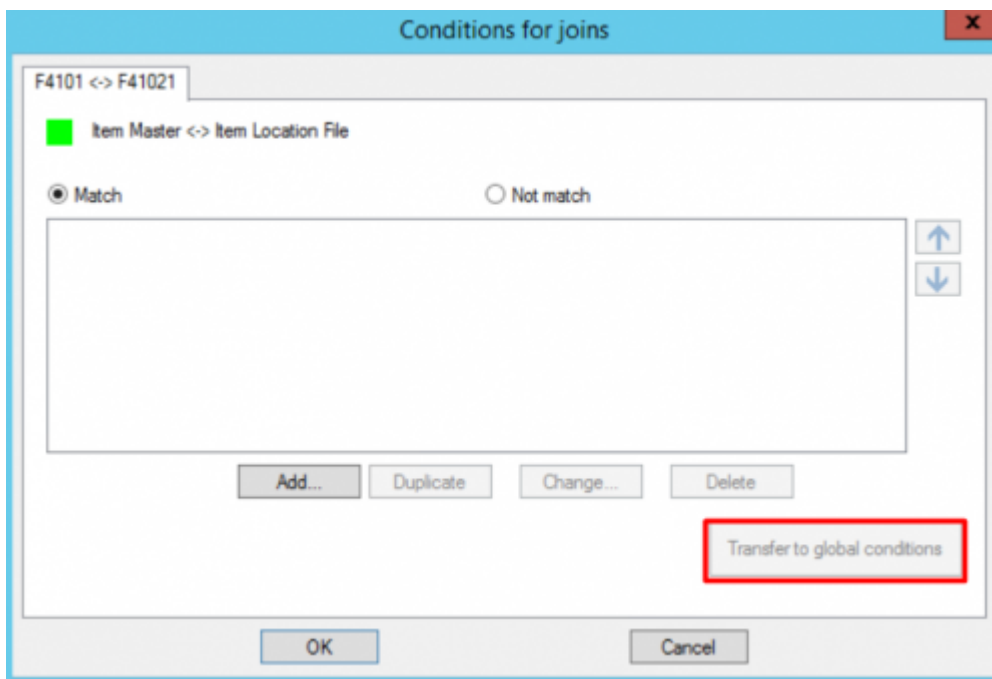 Conditions for joins
x
F4101 <-> F41021
Item Master <-> Item Location File
Match
Not match
Add...
Duplicate
Change...
Delete
Transfer to global conditions
OK
Cancel